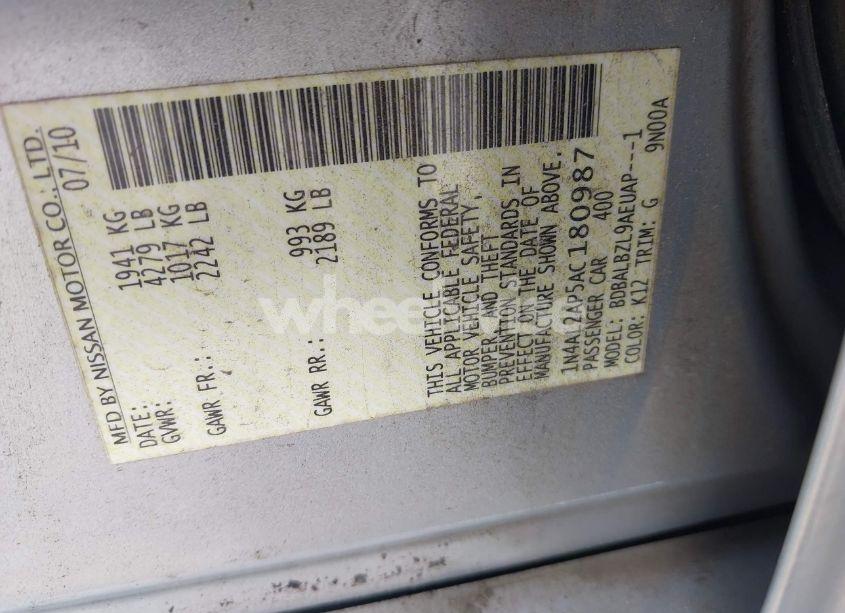 MFD BY NISSAN MOTOR CO., LTD.
DATE: 07/10
GVWR: 1941 KG
4279 LB
GAWR FR.: 1017 KG
2242 LB
GAWR RR.: 993 KG
2189 LB
THIS VEHICLE CONFORMS TO
ALL APPLICABLE FEDERAL
MOTOR VEHICLE SAFETY,
BUMPER AND THEFT
PREVENTION STANDARDS IN
EFFECT ON THE DATE OF
MANUFACTURE SHOWN ABOVE.
1N4AL2AP5AC180987
PASSENGER CAR 400
MODEL: BDBALBZL9AEUAP----1
COLOR: K12 TRIM: G 9N00A